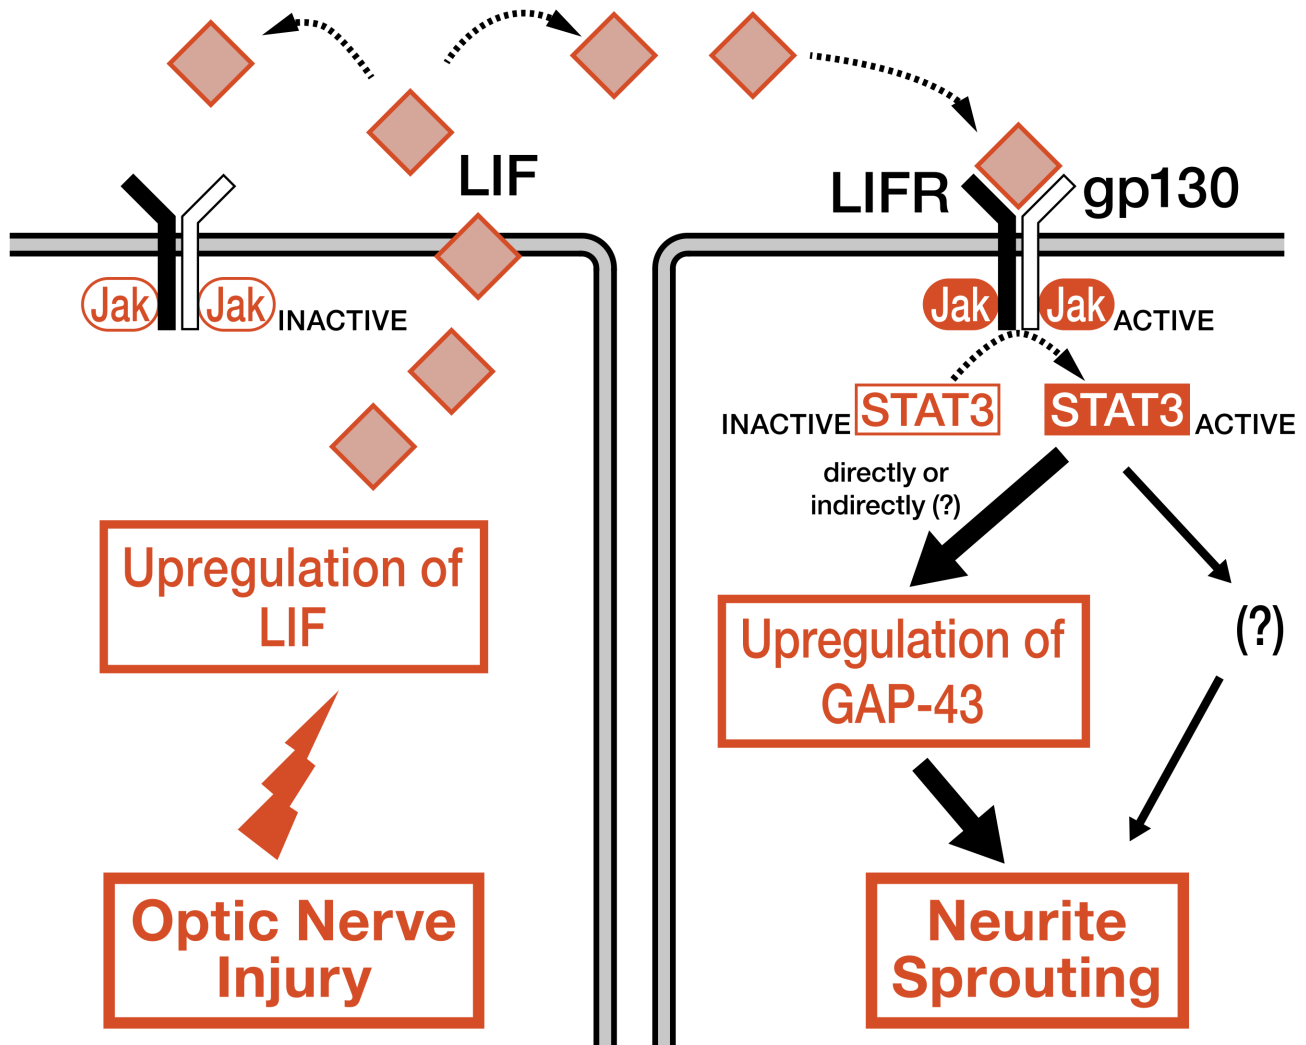 LIF
LIFR
gp130
Jak
Jak
INACTIVE
Jak
Jak
ACTIVE
INACTIVE
STAT3
STAT3
ACTIVE
directly or
indirectly (?)
Upregulation of
LIF
Upregulation of
GAP-43
(?)
Optic Nerve
Injury
Neurite
Sprouting